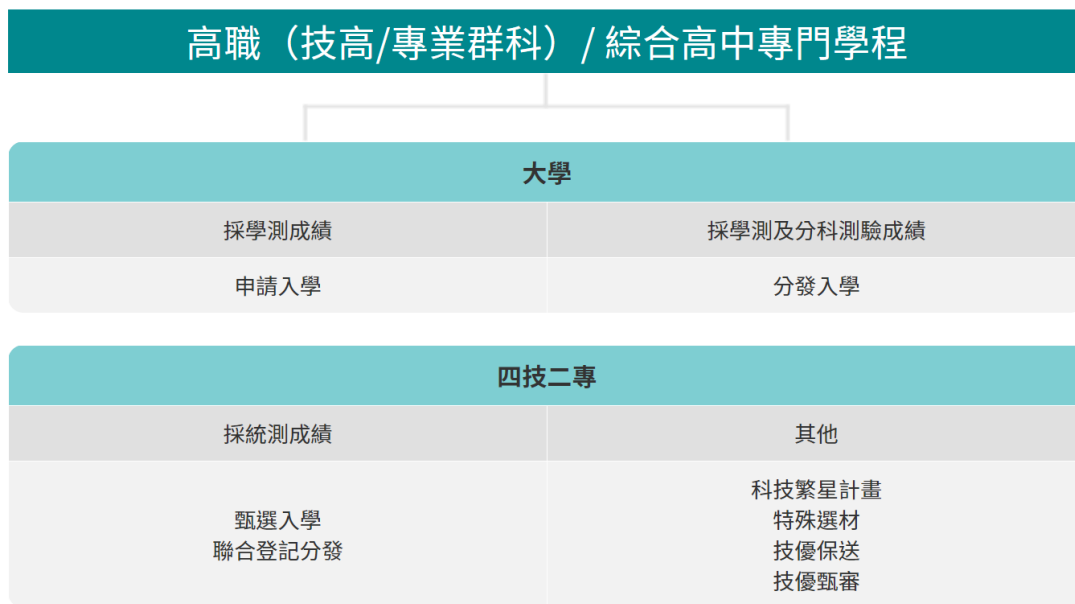 高職（技高/專業群科）/ 綜合高中專門學程
大學
採學測成績
採學測及分科測驗成績
申請入學
分發入學
四技二專
採統測成績
其他
甄選入學
聯合登記分發
科技繁星計畫
特殊選材
技優保送
技優甄審